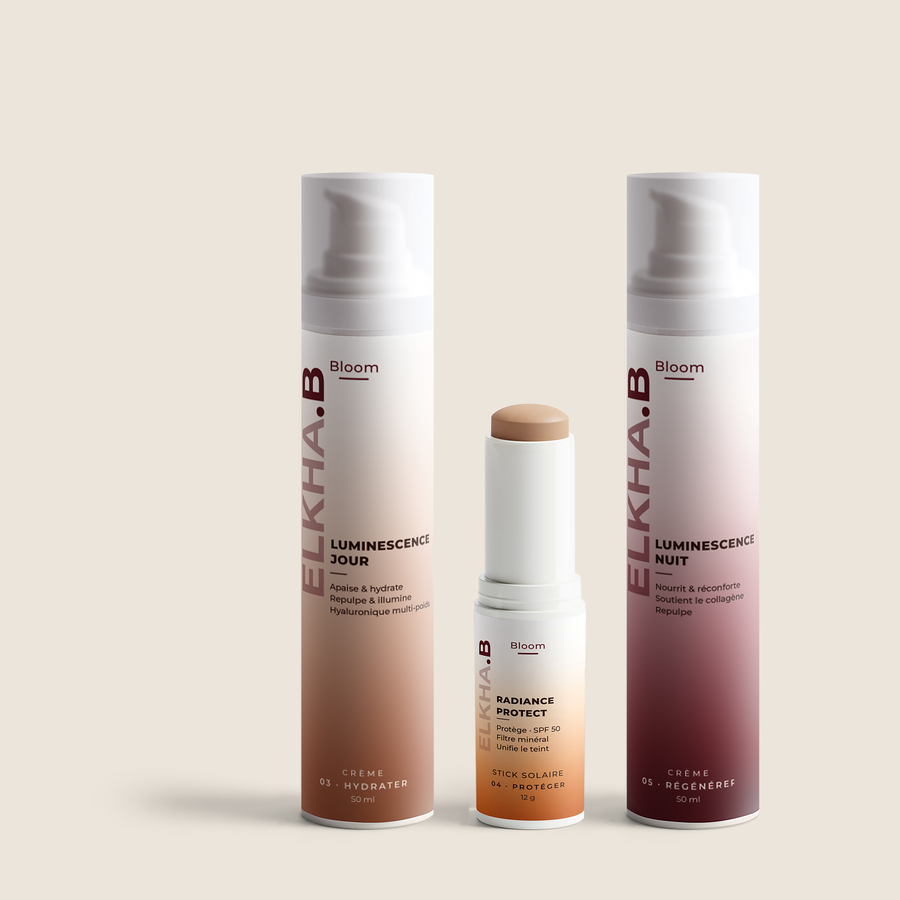 Bloom
ELKHA.B
LUMINESCENCE
JOUR
Apaise & hydrate
Repulpe & illumine
Hyaluronique multi-poids
CRÈME
03 · HYDRATER
50 ml
Bloom
ELKHA.B
RADIANCE
PROTECT
Protège · SPF 50
Filtre minéral
Unifie le teint
STICK SOLAIRE
04 · PROTÉGER
12 g
Bloom
ELKHA.B
LUMINESCENCE
NUIT
Nourrit & réconforte
Soutient le collagène
Repulpe
CRÈME
05 · RÉGÉNÉRER
50 ml